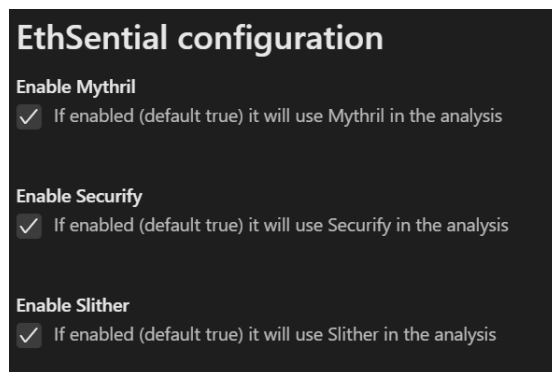 EthSential configuration
Enable Mythril
If enabled (default true) it will use Mythril in the analysis
Enable Securify
If enabled (default true) it will use Securify in the analysis
Enable Slither
If enabled (default true) it will use Slither in the analysis